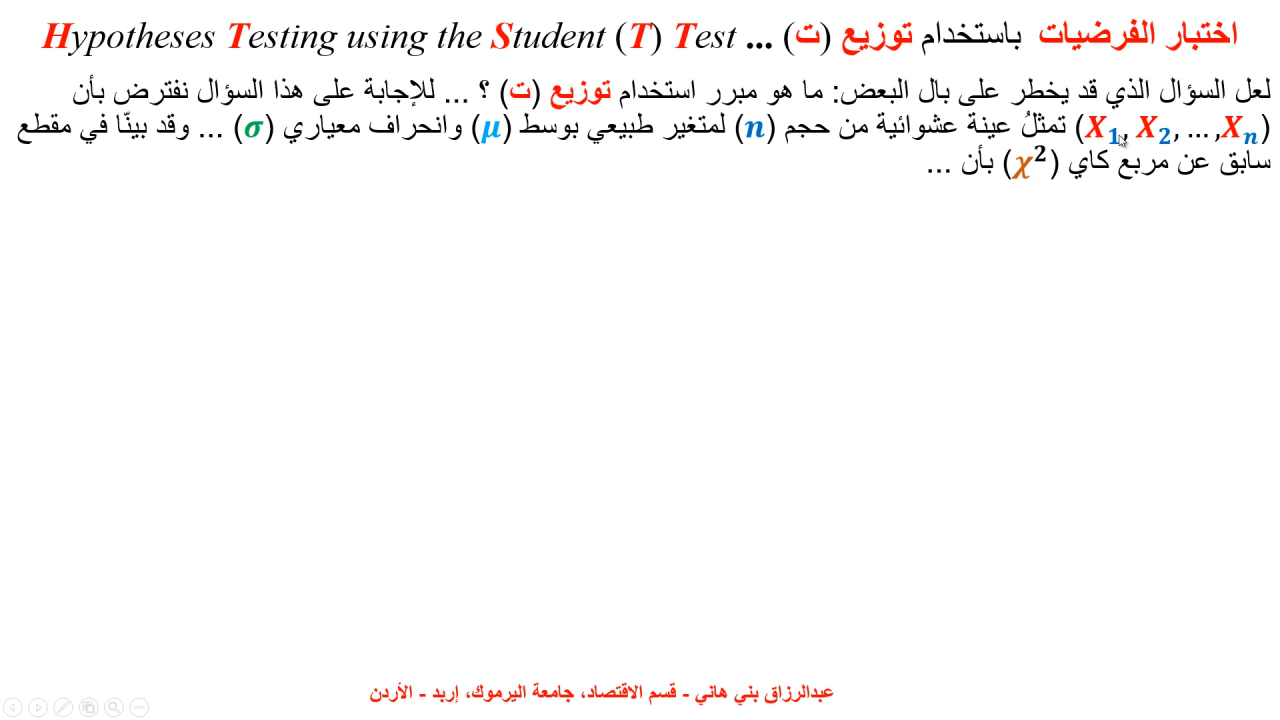 اختبار الفرضيات باستخدام توزيع (ت) ... Hypotheses Testing using the Student (T) Test
لعل السؤال الذي قد يخطر على بال البعض: ما هو مبرر استخدام توزيع (ت) ؟ ... للإجابة على هذا السؤال نفترض بأن
(X₁, X₂, ... ,Xₙ) تمثلُ عينة عشوائية من حجم (n) لمتغير طبيعي بوسط (μ) وانحراف معياري (σ) ... وقد بينّا في مقطع
سابق عن مربع كاي (χ²) بأن ...
عبدالرزاق بني هاني - قسم الاقتصاد، جامعة اليرموك، إربد - الأردن